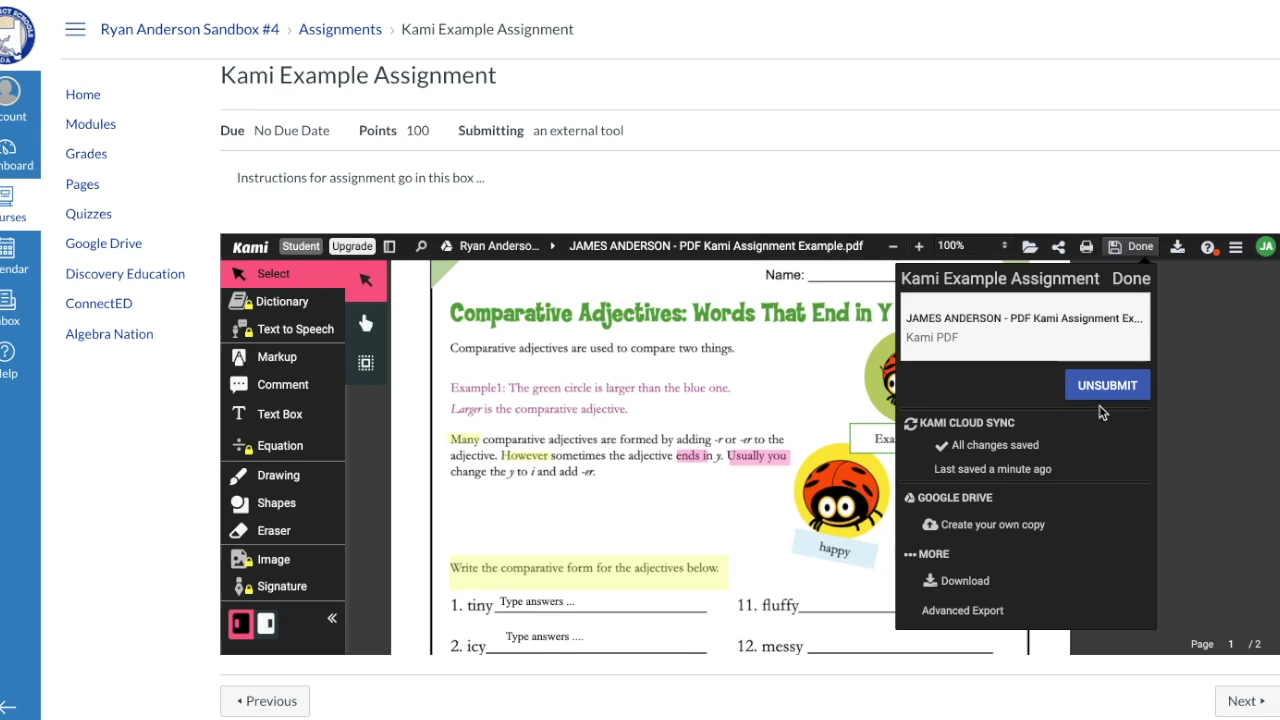 Ryan Anderson Sandbox #4 › Assignments › Kami Example Assignment
Kami Example Assignment
Due No Due Date Points 100 Submitting an external tool
Instructions for assignment go in this box ...
Home
Modules
Grades
Pages
Quizzes
Google Drive
Discovery Education
ConnectED
Algebra Nation
Kami Student Upgrade Ryan Anderso... JAMES ANDERSON - PDF Kami Assignment Example.pdf − + 100% Done JA
Select
Dictionary
Text to Speech
Markup
Comment
Text Box
Equation
Drawing
Shapes
Eraser
Image
Signature
Name:
Comparative Adjectives: Words That End in Y
Comparative adjectives are used to compare two things.
Example1: The green circle is larger than the blue one.
Larger is the comparative adjective.
Many comparative adjectives are formed by adding -r or -er to the
adjective. However sometimes the adjective ends in y. Usually you
change the y to i and add -er.
happy
Write the comparative form for the adjectives below.
1. tiny Type answers ... 11. fluffy
2. icy Type answers .... 12. messy
Kami Example Assignment Done
JAMES ANDERSON - PDF Kami Assignment Ex...
Kami PDF
UNSUBMIT
KAMI CLOUD SYNC
All changes saved
Last saved a minute ago
GOOGLE DRIVE
Create your own copy
MORE
Download
Advanced Export
Page 1 / 2
Previous
Next